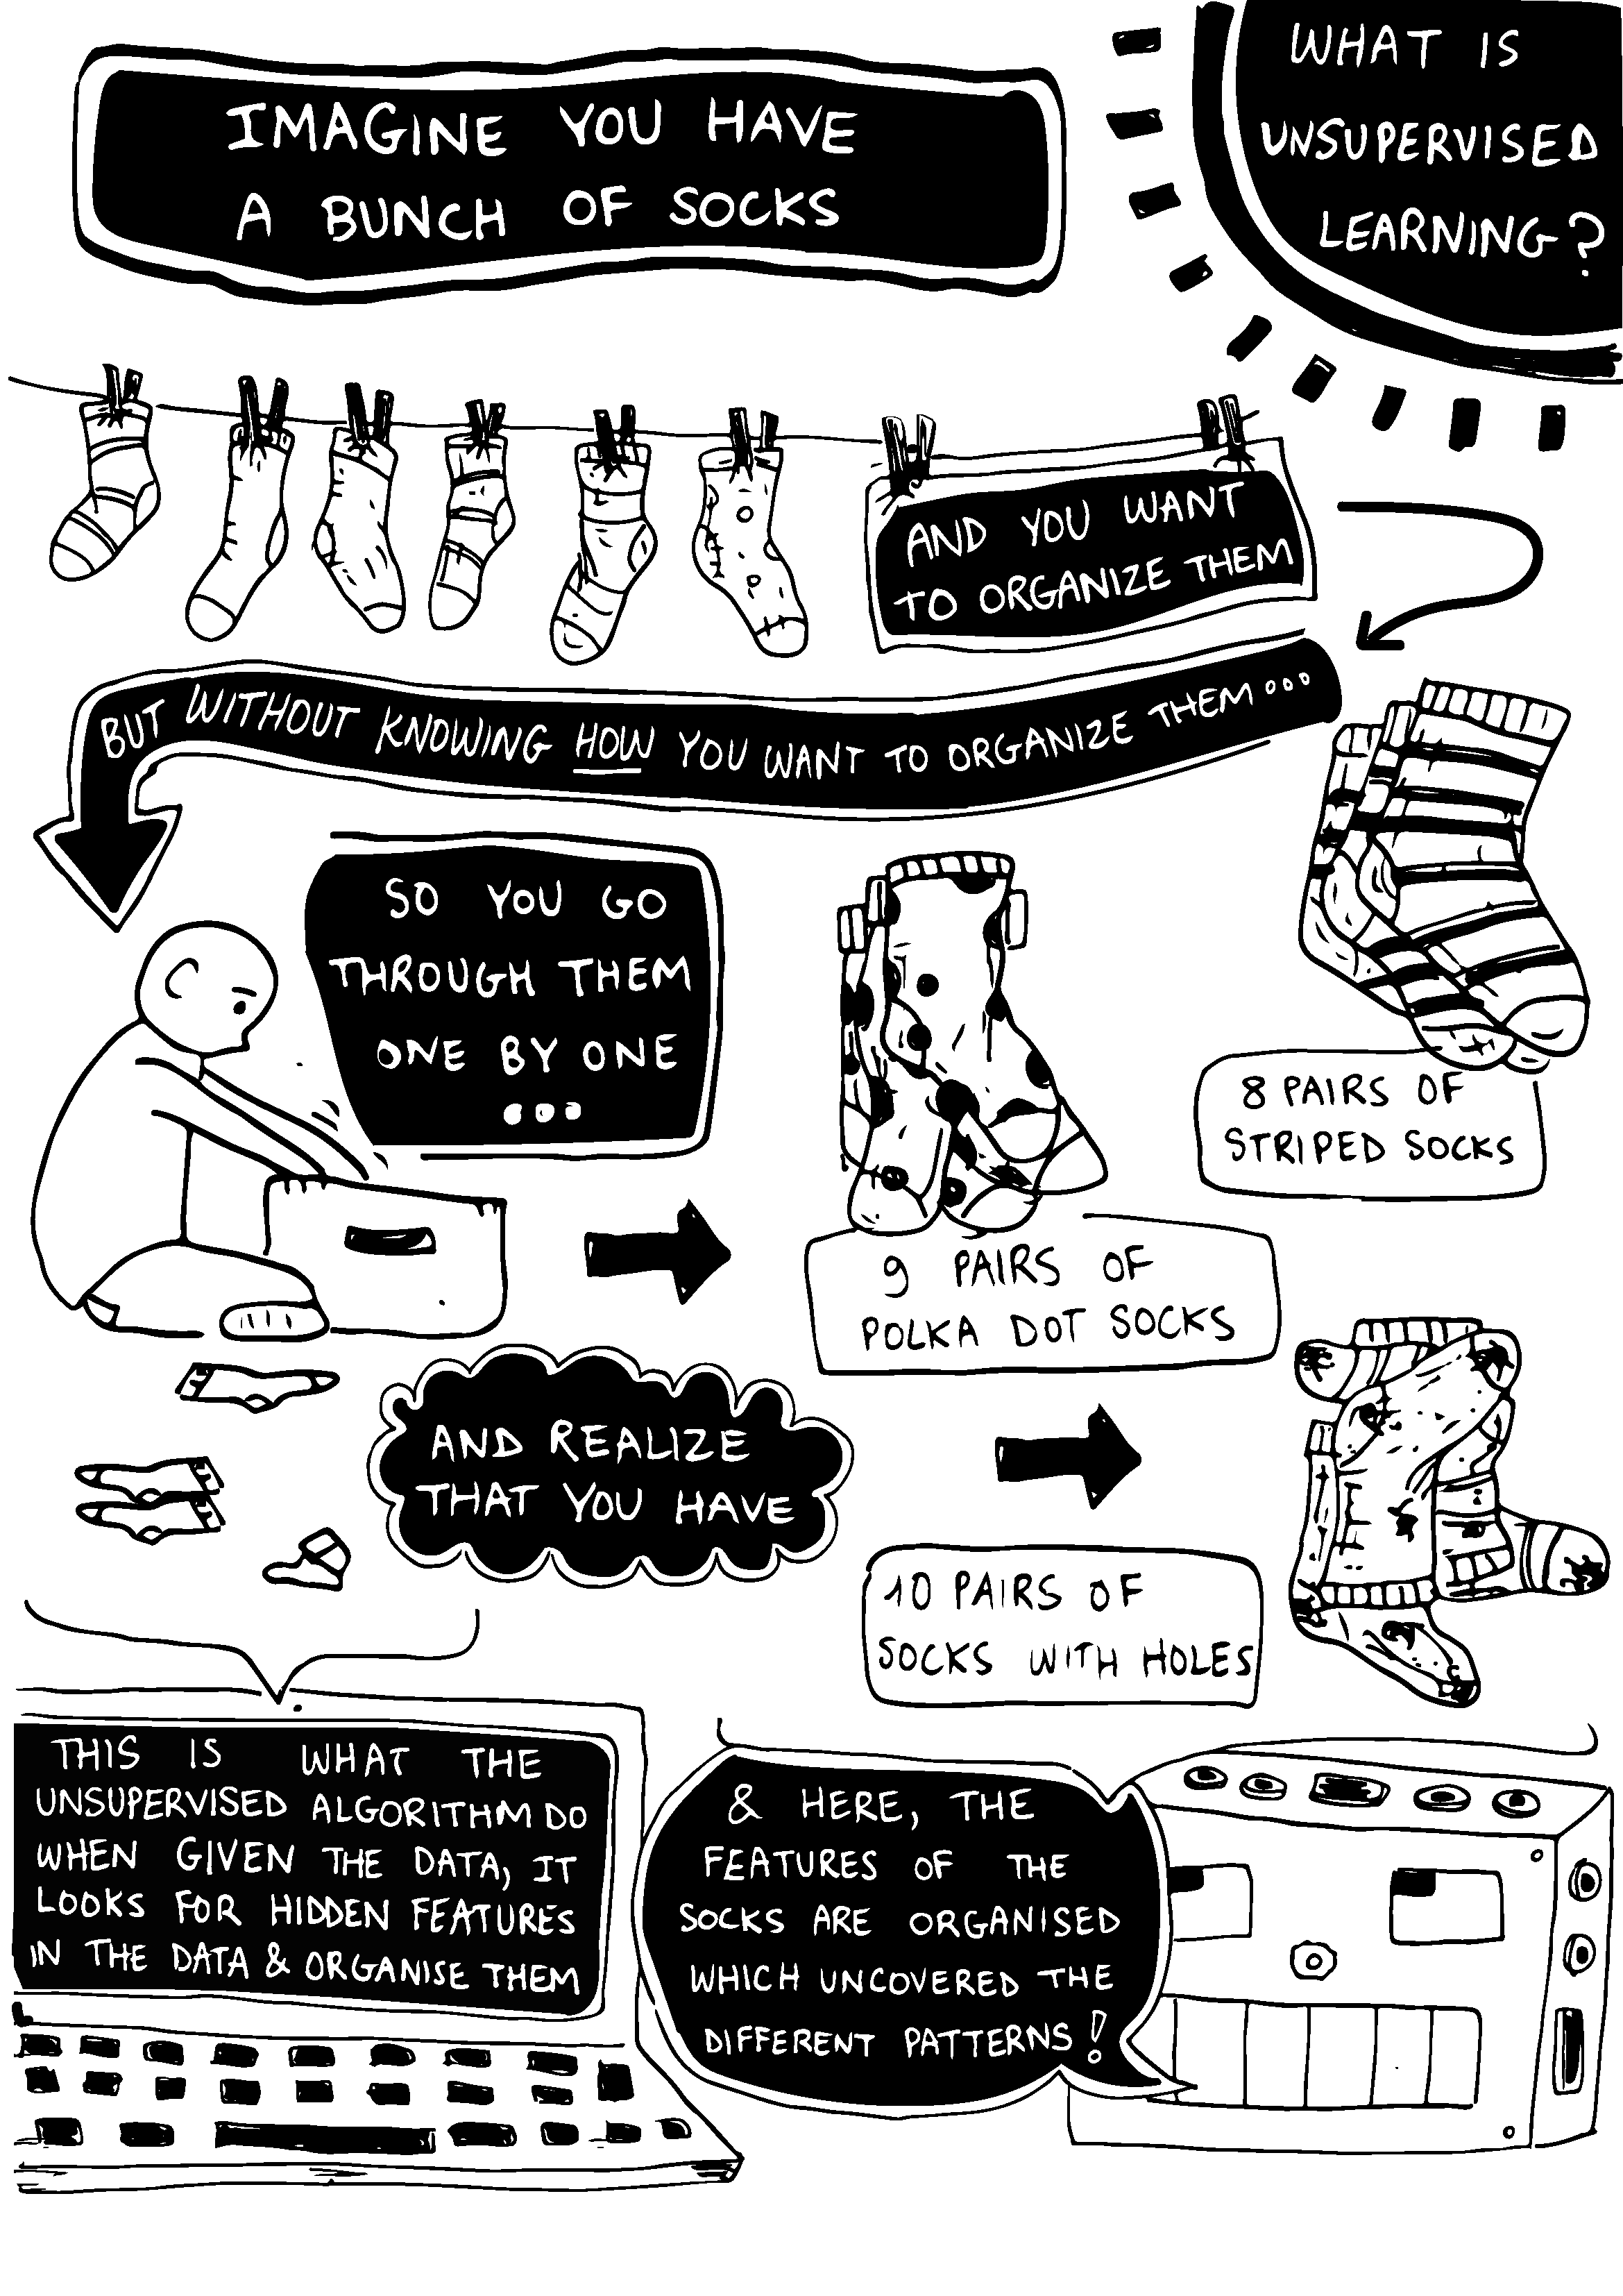 WHAT IS
UNSUPERVISED
LEARNING?
IMAGINE YOU HAVE
A BUNCH OF SOCKS
AND YOU WANT
TO ORGANIZE THEM
BUT WITHOUT KNOWING HOW YOU WANT TO ORGANIZE THEM...
SO YOU GO
THROUGH THEM
ONE BY ONE
...
AND REALIZE
THAT YOU HAVE
8 PAIRS OF
STRIPED SOCKS
9 PAIRS OF
POLKA DOT SOCKS
10 PAIRS OF
SOCKS WITH HOLES
THIS IS WHAT THE
UNSUPERVISED ALGORITHM DO
WHEN GIVEN THE DATA, IT
LOOKS FOR HIDDEN FEATURES
IN THE DATA & ORGANISE THEM
& HERE, THE
FEATURES OF THE
SOCKS ARE ORGANISED
WHICH UNCOVERED THE
DIFFERENT PATTERNS!